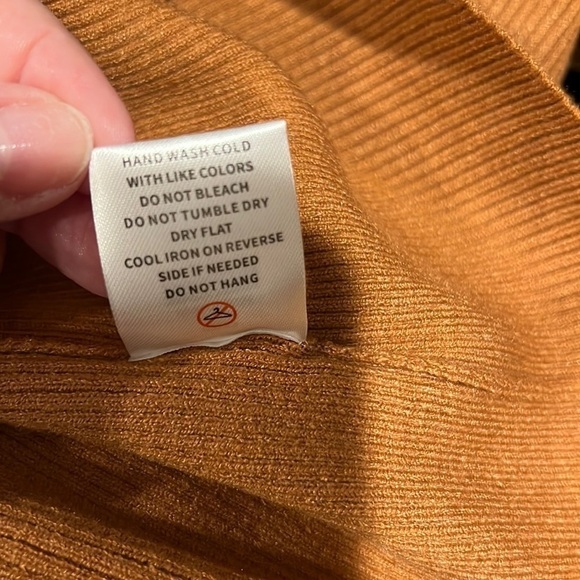 HAND WASH COLD
WITH LIKE COLORS
DO NOT BLEACH
DO NOT TUMBLE DRY
DRY FLAT
COOL IRON ON REVERSE
SIDE IF NEEDED
DO NOT HANG